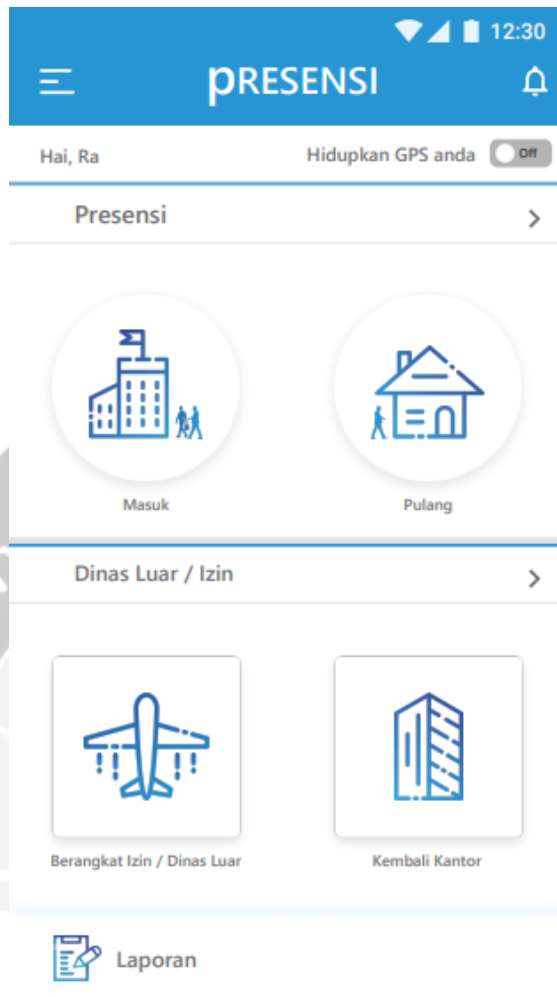 12:30
PRESENSI
Hai, Ra
Hidupkan GPS anda Off
Presensi
Masuk
Pulang
Dinas Luar / Izin
Berangkat Izin / Dinas Luar
Kembali Kantor
Laporan